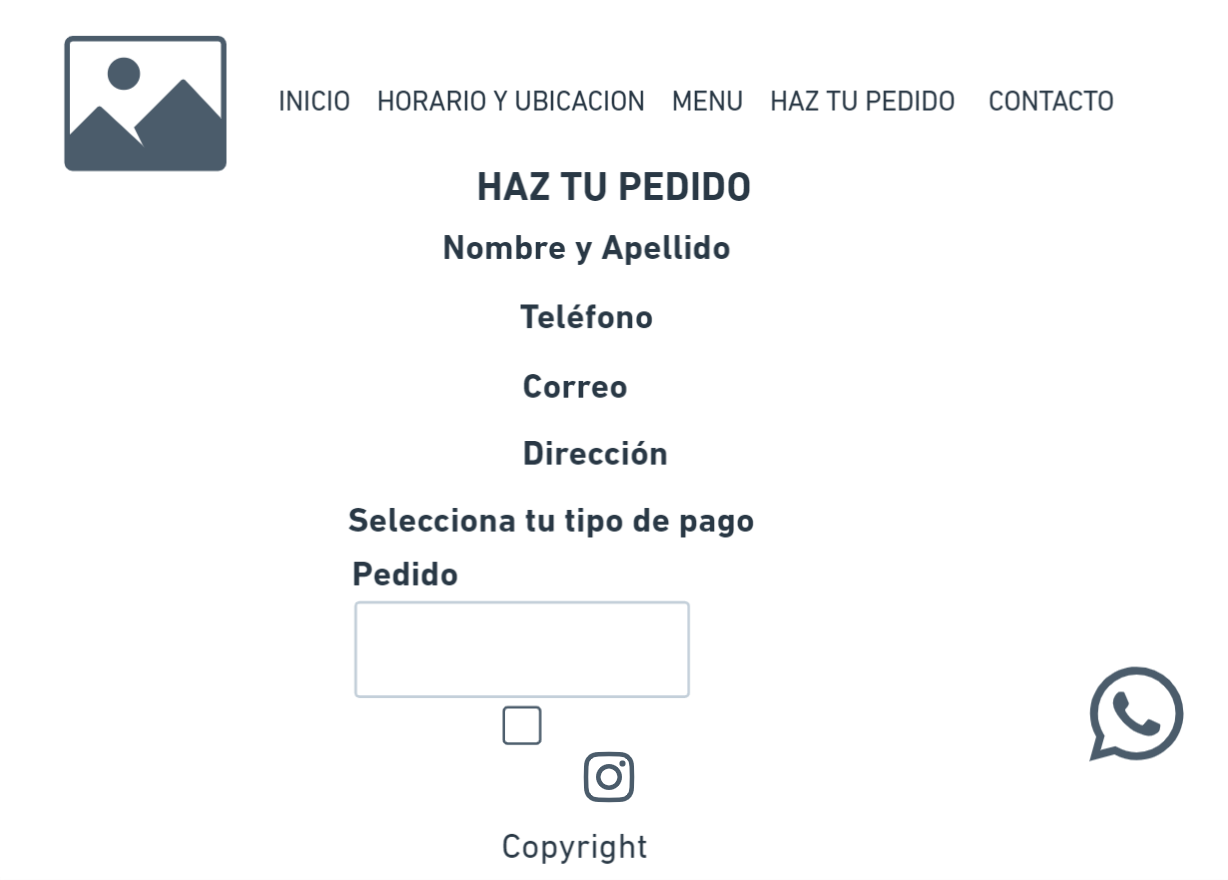 INICIO HORARIO Y UBICACION MENU HAZ TU PEDIDO CONTACTO
HAZ TU PEDIDO
Nombre y Apellido
Teléfono
Correo
Dirección
Selecciona tu tipo de pago
Pedido
Copyright